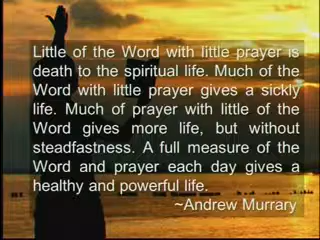 Little of the Word with little prayer is
death to the spiritual life. Much of the
Word with little prayer gives a sickly
life. Much of prayer with little of the
Word gives more life, but without
steadfastness. A full measure of the
Word and prayer each day gives a
healthy and powerful life.
~Andrew Murrary